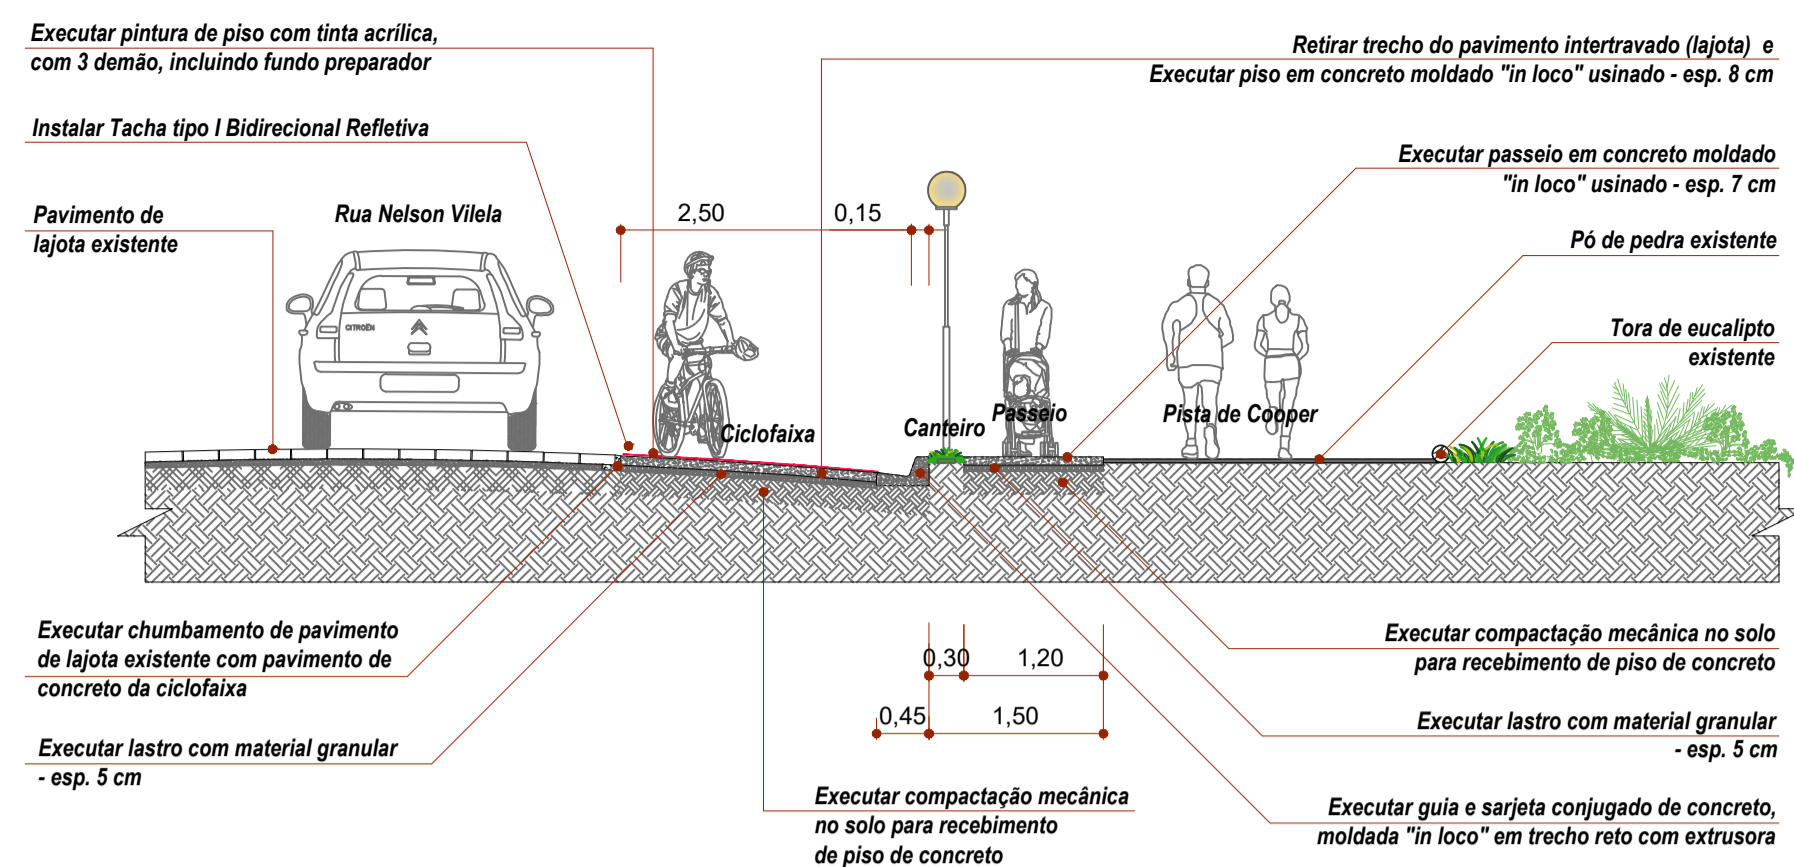 Executar pintura de piso com tinta acrílica,
com 3 demão, incluindo fundo preparador
Retirar trecho do pavimento intertravado (lajota) e
Executar piso em concreto moldado "in loco" usinado - esp. 8 cm
Instalar Tacha tipo I Bidirecional Refletiva
Executar passeio em concreto moldado
"in loco" usinado - esp. 7 cm
Pavimento de
lajota existente
Rua Nelson Vilela
2,50
0,15
Pó de pedra existente
CITROËN
Tora de eucalipto
existente
Ciclofaixa
Canteiro
Passeio
Pista de Cooper
Executar chumbamento de pavimento
de lajota existente com pavimento de
concreto da ciclofaixa
0,30
1,20
Executar compactação mecânica no solo
para recebimento de piso de concreto
0,45
1,50
Executar lastro com material granular
- esp. 5 cm
Executar lastro com material granular
- esp. 5 cm
Executar compactação mecânica
no solo para recebimento
de piso de concreto
Executar guia e sarjeta conjugado de concreto,
moldada "in loco" em trecho reto com extrusora